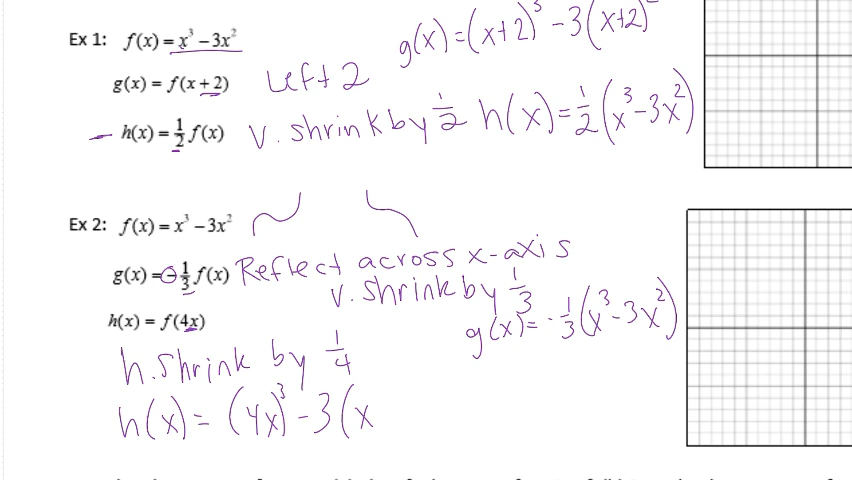 g(x) = (x+2)³ - 3(x+2)
Ex 1: f(x) = x³ - 3x²
g(x) = f(x + 2) Left 2
h(x) = 1/2 f(x) V. shrink by 1/2 h(x) = 1/2 (x³ - 3x²)
Ex 2: f(x) = x³ - 3x²
g(x) = -1/3 f(x) Reflect across x-axis
v. shrink by 1/3
h(x) = f(4x) g(x) = -1/3 (x³ - 3x²)
h. shrink by 1/4
h(x) = (4x)³ - 3(x